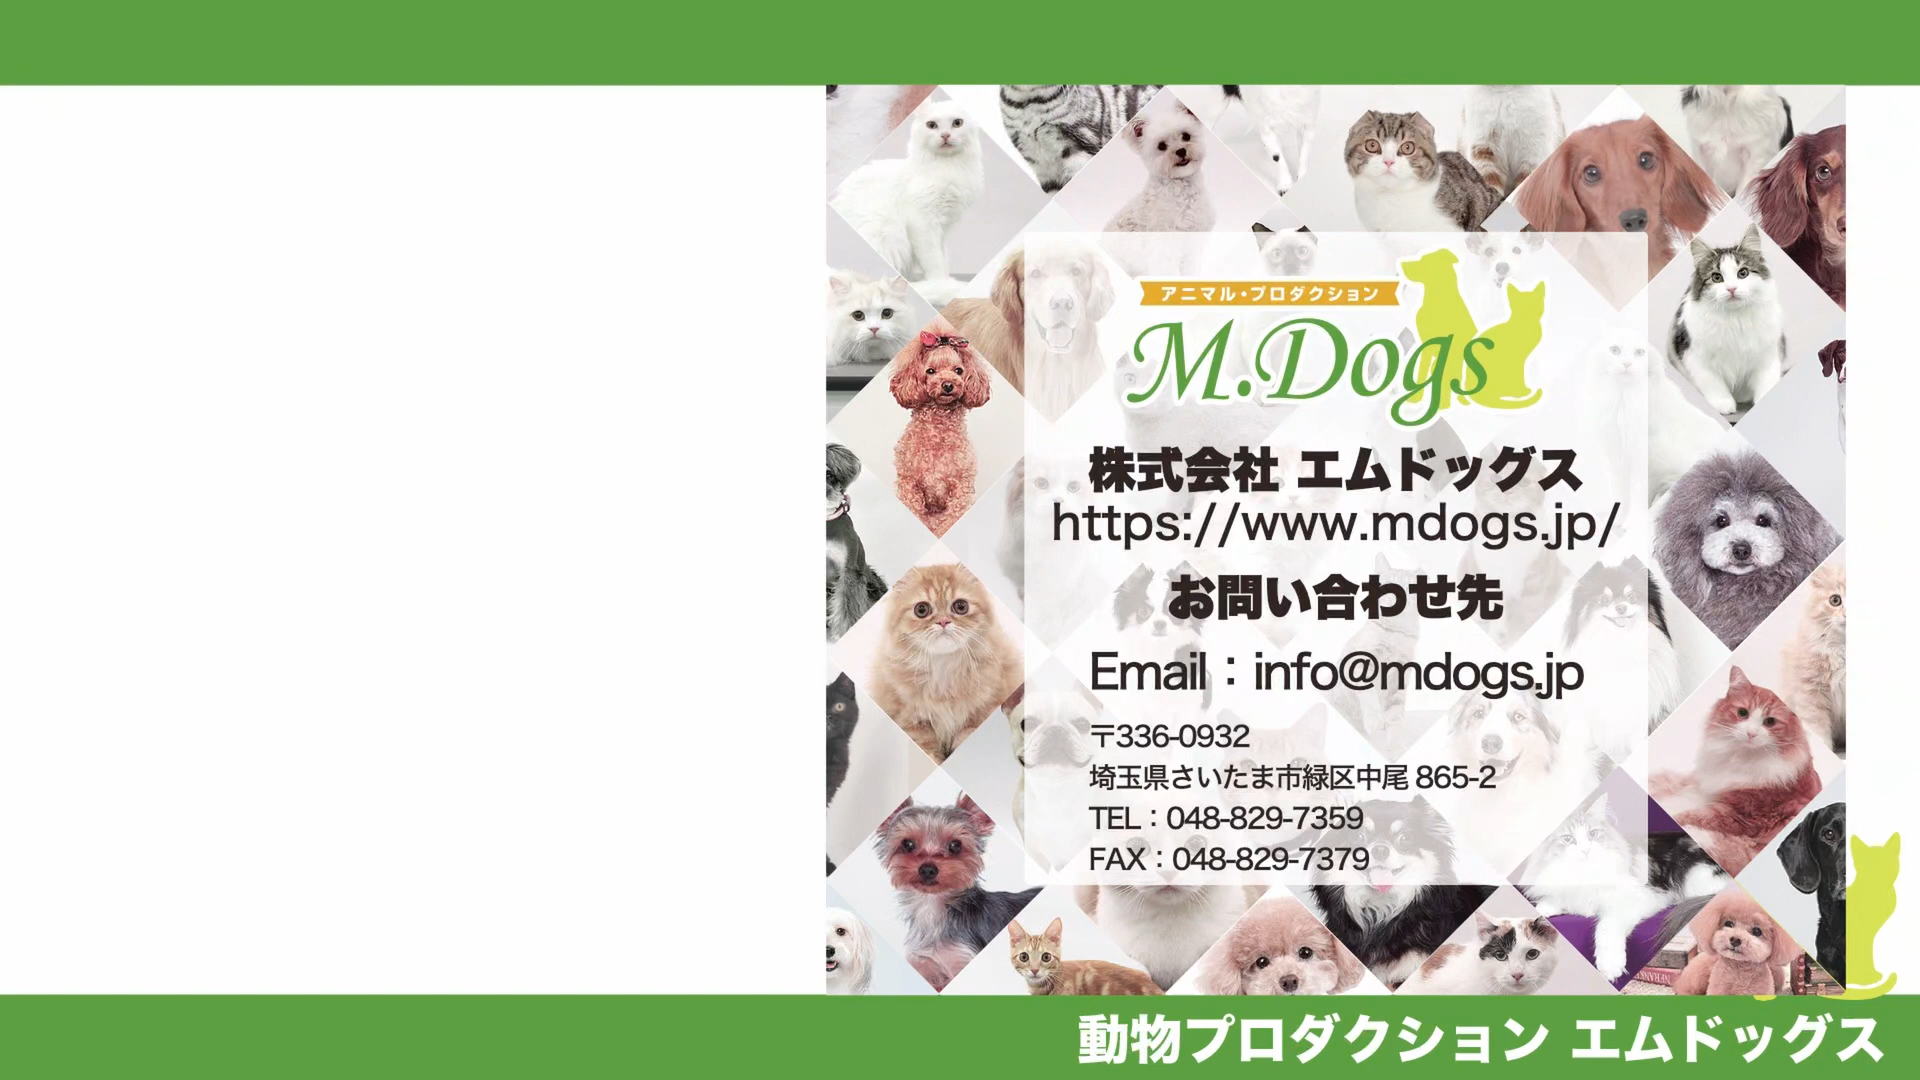 アニマル・プロダクション
M.Dogs
株式会社 エムドッグス
https://www.mdogs.jp/
お問い合わせ先
Email：info@mdogs.jp
〒336-0932
埼玉県さいたま市緑区中尾 865-2
TEL：048-829-7359
FAX：048-829-7379
動物プロダクション エムドッグス